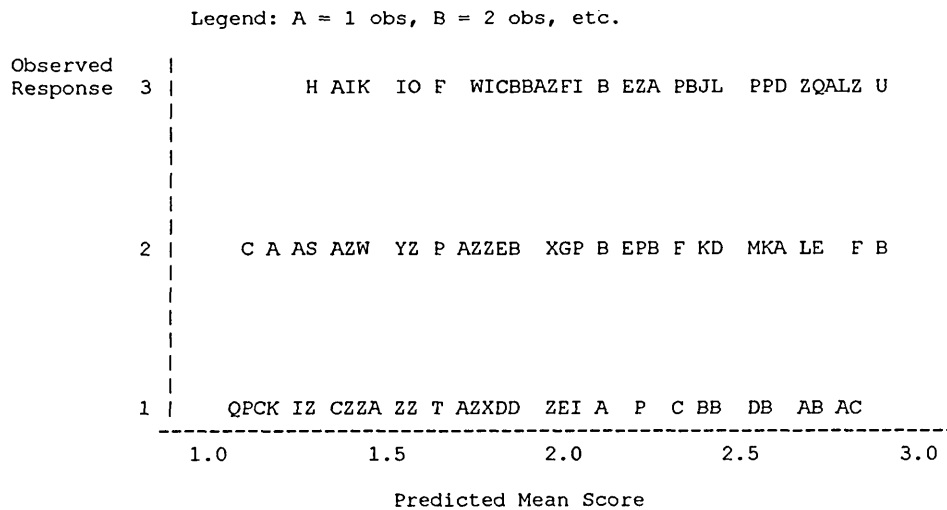 Legend: A = 1 obs, B = 2 obs, etc.
Observed
Response 3 | H AIK IO F WICBBAZFI B EZA PBJL PPD ZQALZ U
2 | C A AS AZW YZ P AZZEB XGP B EPB F KD MKA LE F B
1 | QPCK IZ CZZA ZZ T AZXDD ZEI A P C BB DB AB AC
1.0 1.5 2.0 2.5 3.0
Predicted Mean Score